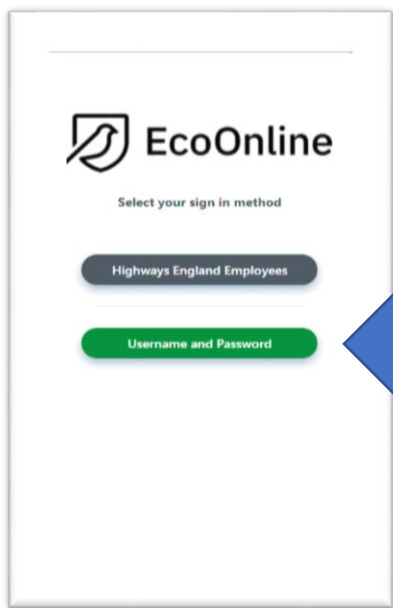 EcoOnline
Select your sign in method
Highways England Employees
Username and Password